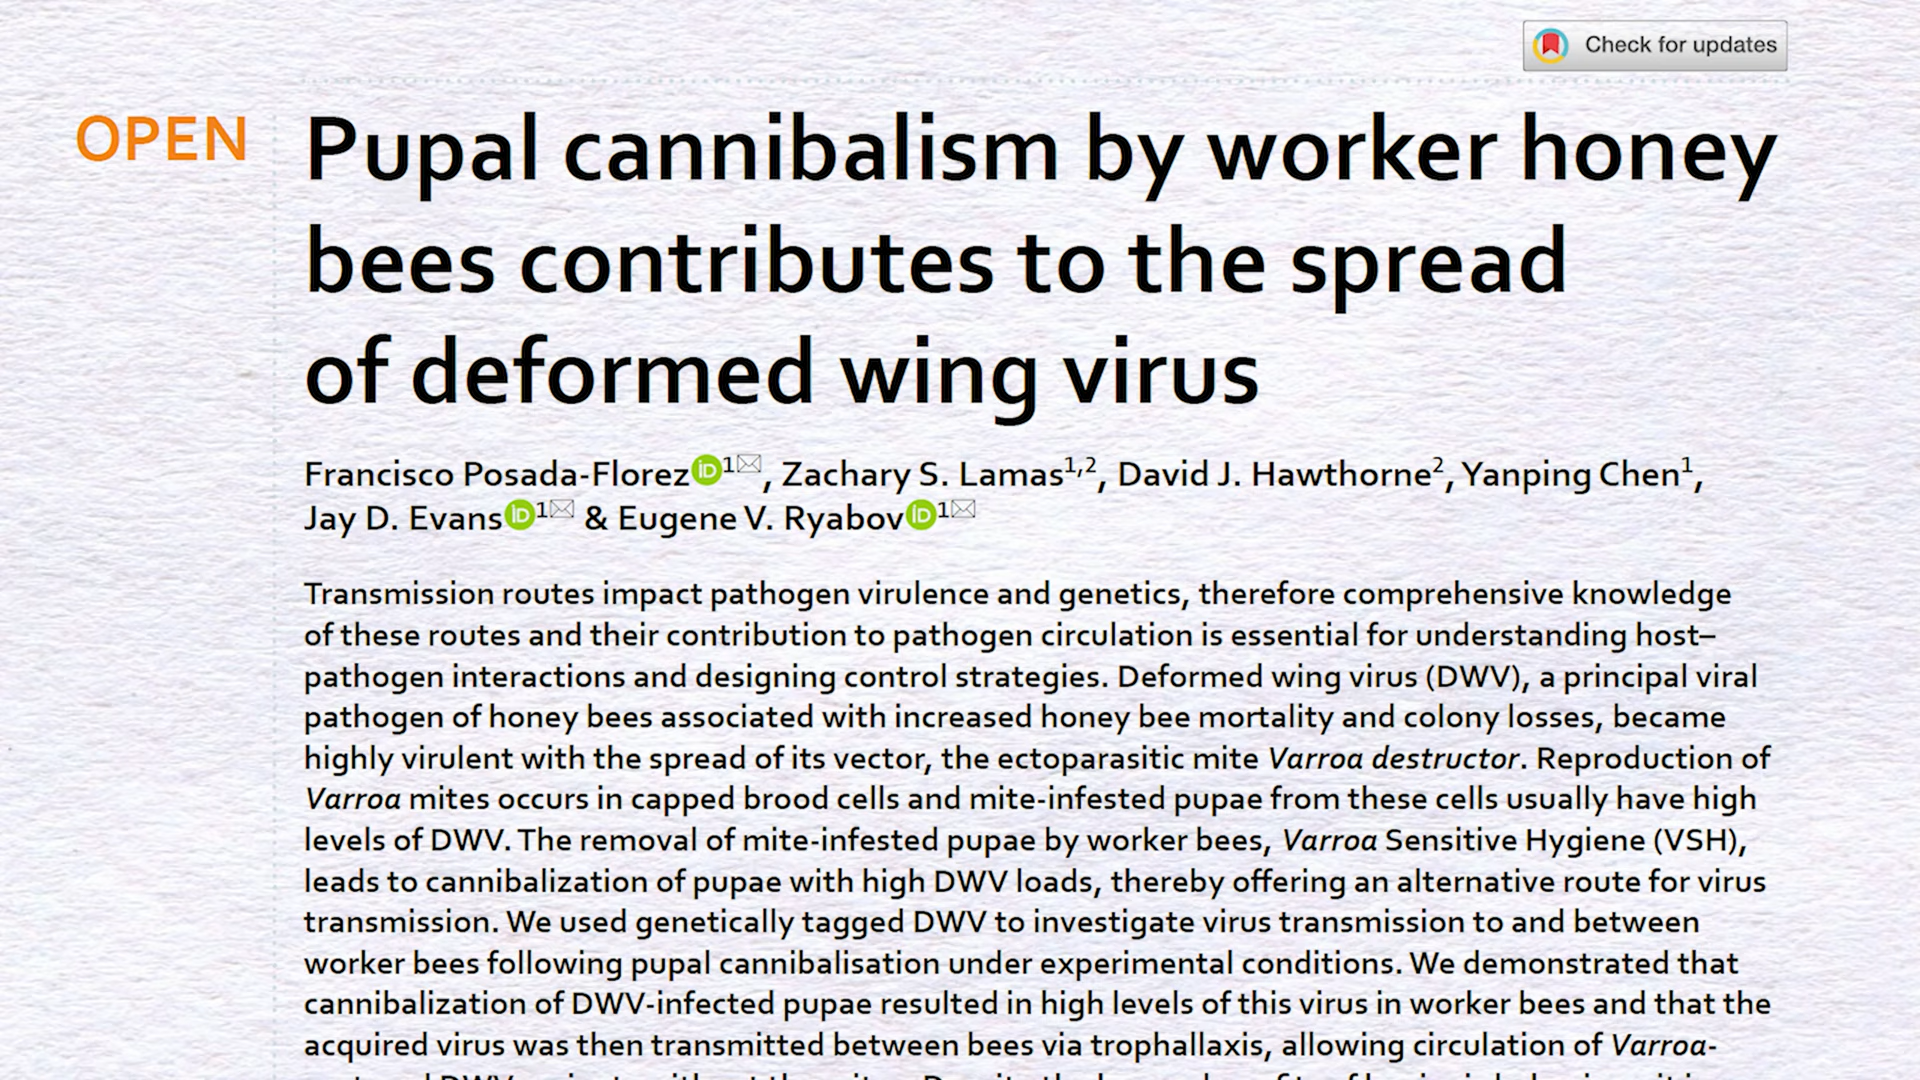 Check for updates
OPEN
Pupal cannibalism by worker honey
bees contributes to the spread
of deformed wing virus
Francisco Posada-Florez iD 1✉, Zachary S. Lamas1,2, David J. Hawthorne2, Yanping Chen1,
Jay D. Evans iD 1✉ & Eugene V. Ryabov iD 1✉
Transmission routes impact pathogen virulence and genetics, therefore comprehensive knowledge
of these routes and their contribution to pathogen circulation is essential for understanding host–
pathogen interactions and designing control strategies. Deformed wing virus (DWV), a principal viral
pathogen of honey bees associated with increased honey bee mortality and colony losses, became
highly virulent with the spread of its vector, the ectoparasitic mite Varroa destructor. Reproduction of
Varroa mites occurs in capped brood cells and mite-infested pupae from these cells usually have high
levels of DWV. The removal of mite-infested pupae by worker bees, Varroa Sensitive Hygiene (VSH),
leads to cannibalization of pupae with high DWV loads, thereby offering an alternative route for virus
transmission. We used genetically tagged DWV to investigate virus transmission to and between
worker bees following pupal cannibalisation under experimental conditions. We demonstrated that
cannibalization of DWV-infected pupae resulted in high levels of this virus in worker bees and that the
acquired virus was then transmitted between bees via trophallaxis, allowing circulation of Varroa-